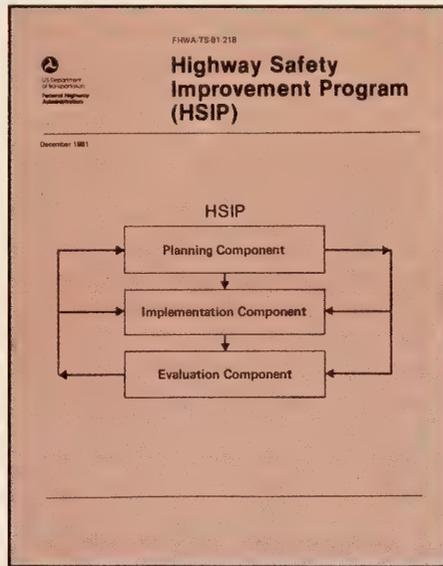 FHWA-TS-81-218
US Department
of Transportation
Federal Highway
Administration
Highway Safety
Improvement Program
(HSIP)
December 1981
HSIP
Planning Component
Implementation Component
Evaluation Component